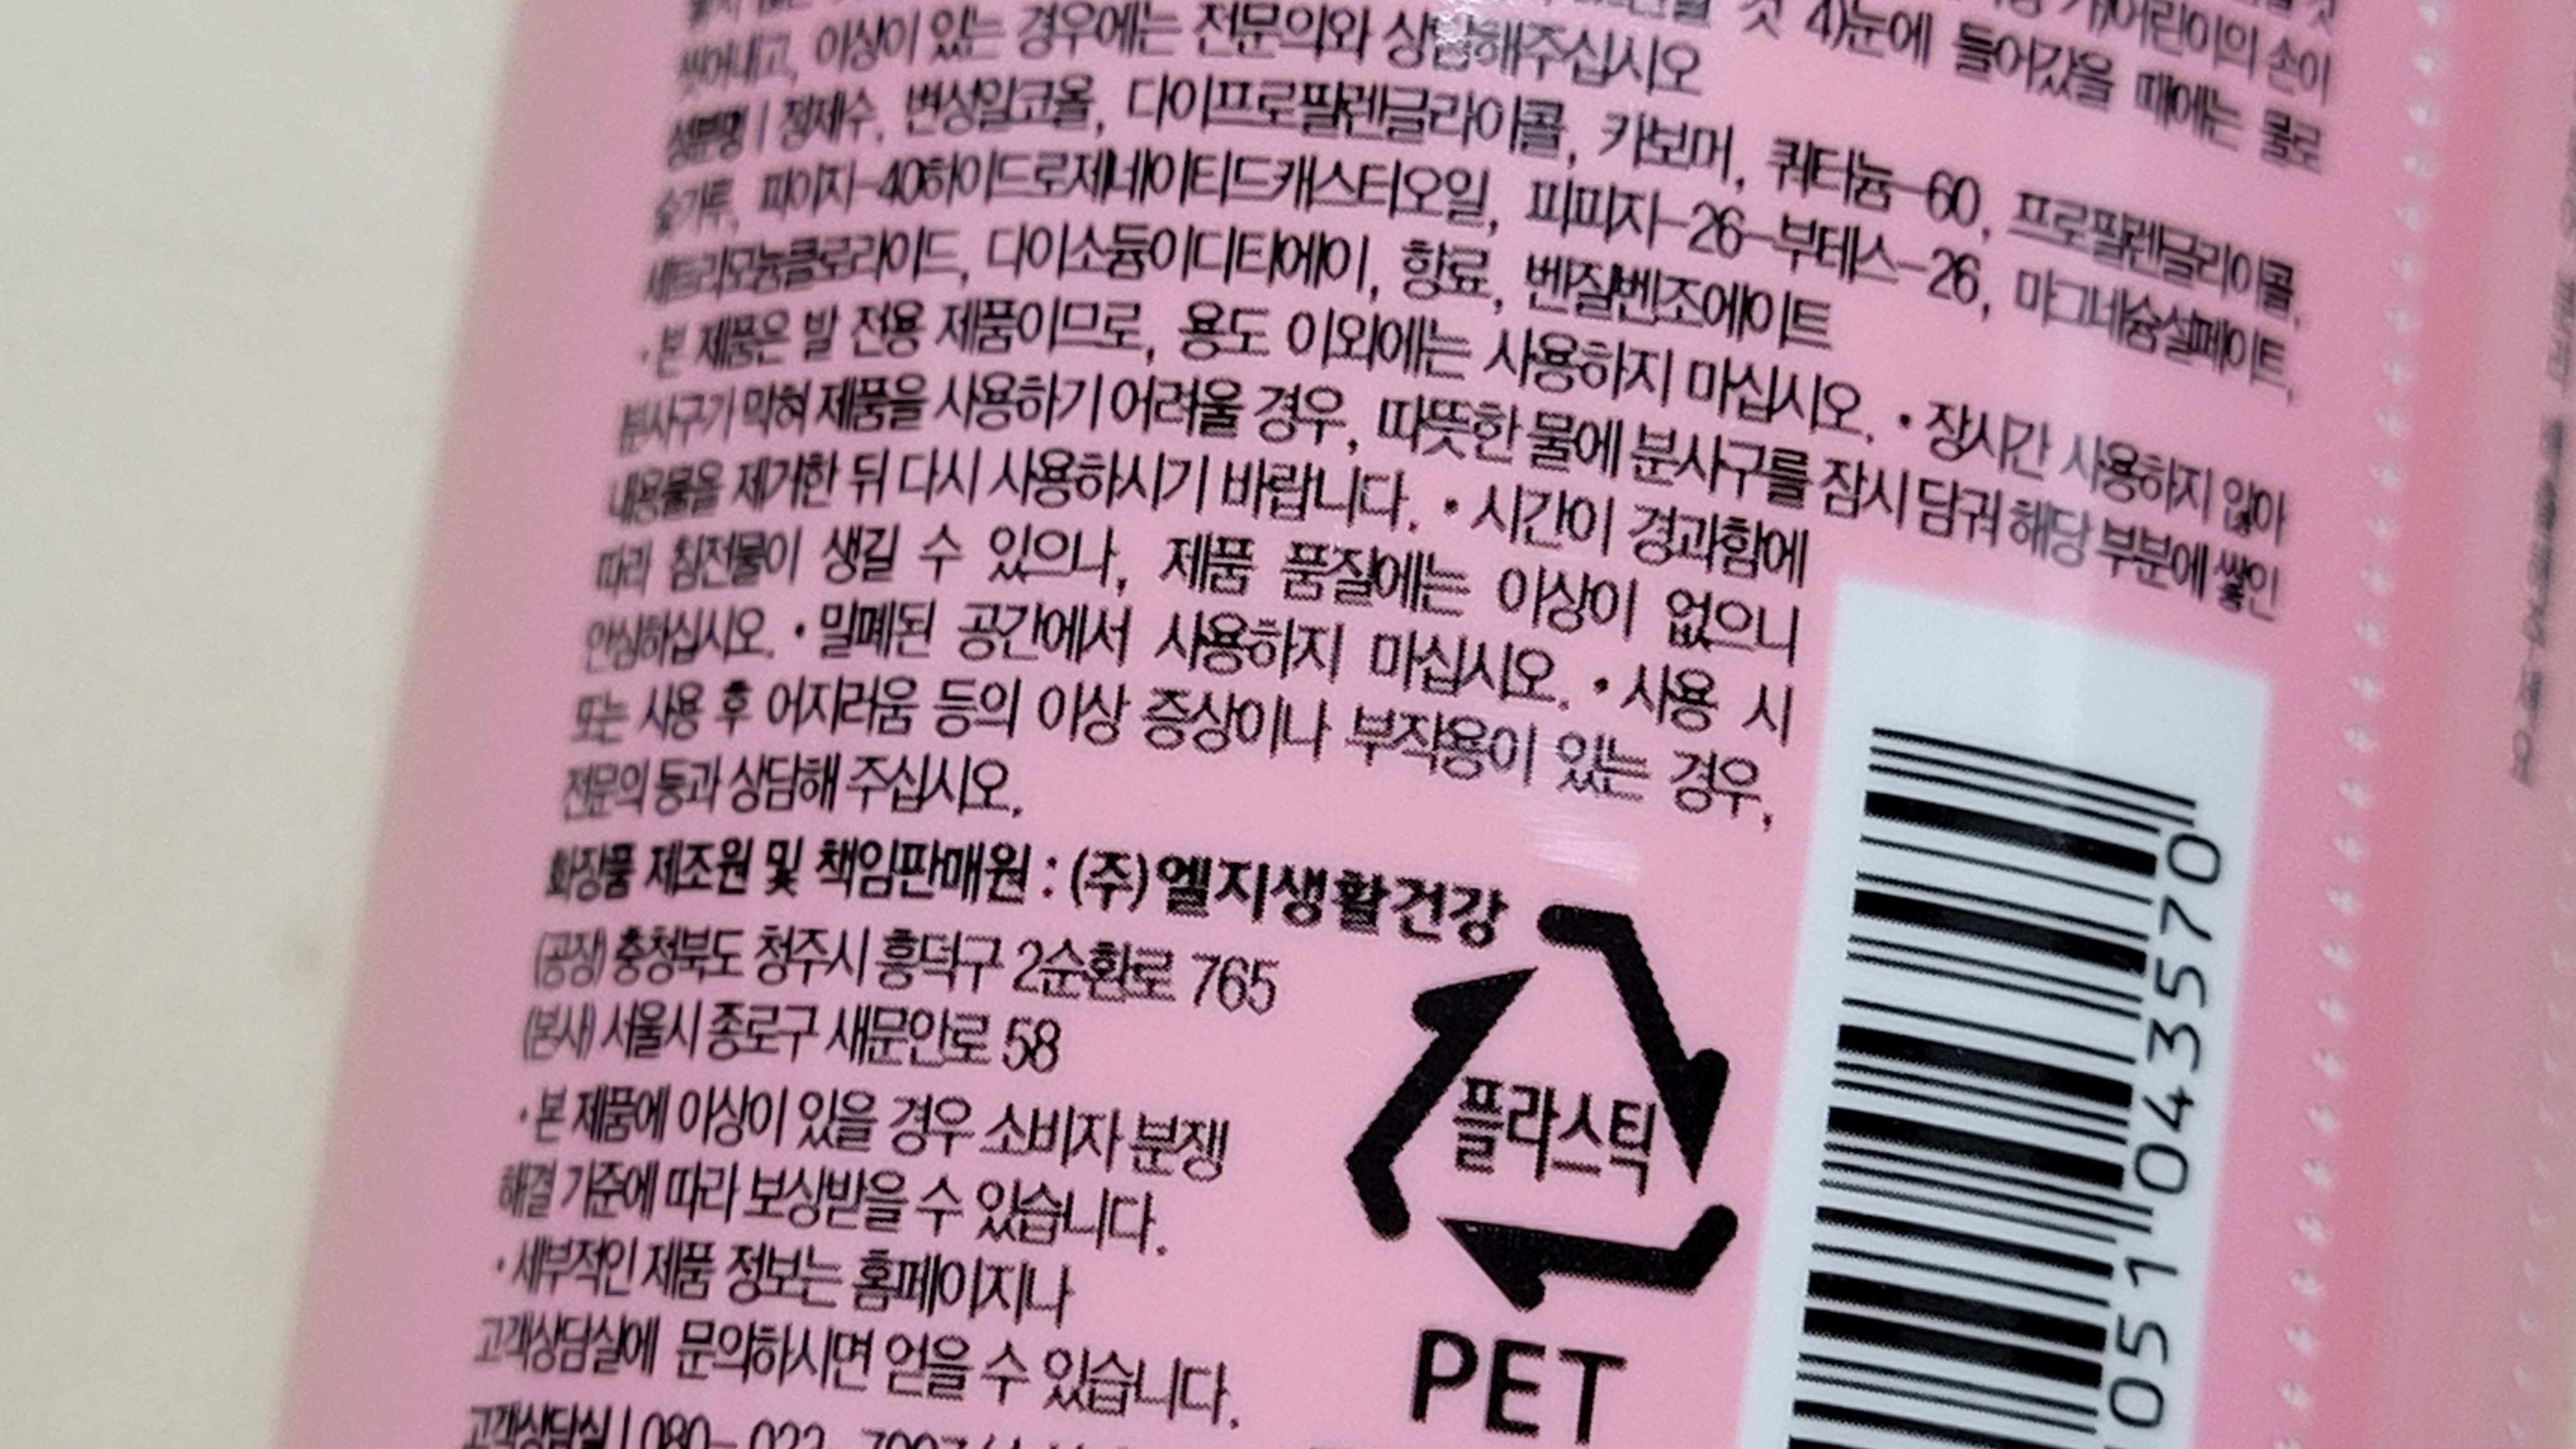 것 4)눈에 들어갔을 때에는 물로
씻어내고, 이상이 있는 경우에는 전문의와 상담해주십시오
성분명 | 정제수, 변성알코올, 다이프로필렌글라이콜, 카보머, 쿼터늄-60, 프로필렌글라이콜,
숯가루, 피이지-40하이드로제네이티드캐스터오일, 피피지-26-부테스-26, 마그네슘설페이트,
세트리모늄클로라이드, 다이소듐이디티에이, 향료, 벤질벤조에이트
• 본 제품은 발 전용 제품이므로, 용도 이외에는 사용하지 마십시오. • 장시간 사용하지 않아
분사구가 막혀 제품을 사용하기 어려울 경우, 따뜻한 물에 분사구를 잠시 담궈 해당 부분에 쌓인
내용물을 제거한 뒤 다시 사용하시기 바랍니다. • 시간이 경과함에
따라 침전물이 생길 수 있으나, 제품 품질에는 이상이 없으니
안심하십시오. • 밀폐된 공간에서 사용하지 마십시오. • 사용 시
또는 사용 후 어지러움 등의 이상 증상이나 부작용이 있는 경우,
전문의 등과 상담해 주십시오.
화장품 제조원 및 책임판매원 : (주)엘지생활건강
(공장) 충청북도 청주시 흥덕구 2순환로 765
(본사) 서울시 종로구 새문안로 58
• 본 제품에 이상이 있을 경우 소비자 분쟁
해결 기준에 따라 보상받을 수 있습니다.
• 세부적인 제품 정보는 홈페이지나
고객상담실에 문의하시면 얻을 수 있습니다.
고객상담실 | 080-023-
플라스틱
PET
051043570